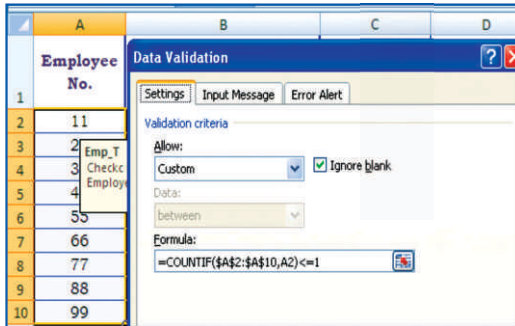 A B C D
Employee No.
Data Validation
?
1
Settings Input Message Error Alert
2 11
Validation criteria
3 2
Emp_T
Allow:
4 3
Checkc
Custom
Ignore blank
Employe
5 4
Data:
between
6 55
7 66
Formula:
8 77
=COUNTIF($A$2:$A$10,A2)<=1
9 88
10 99